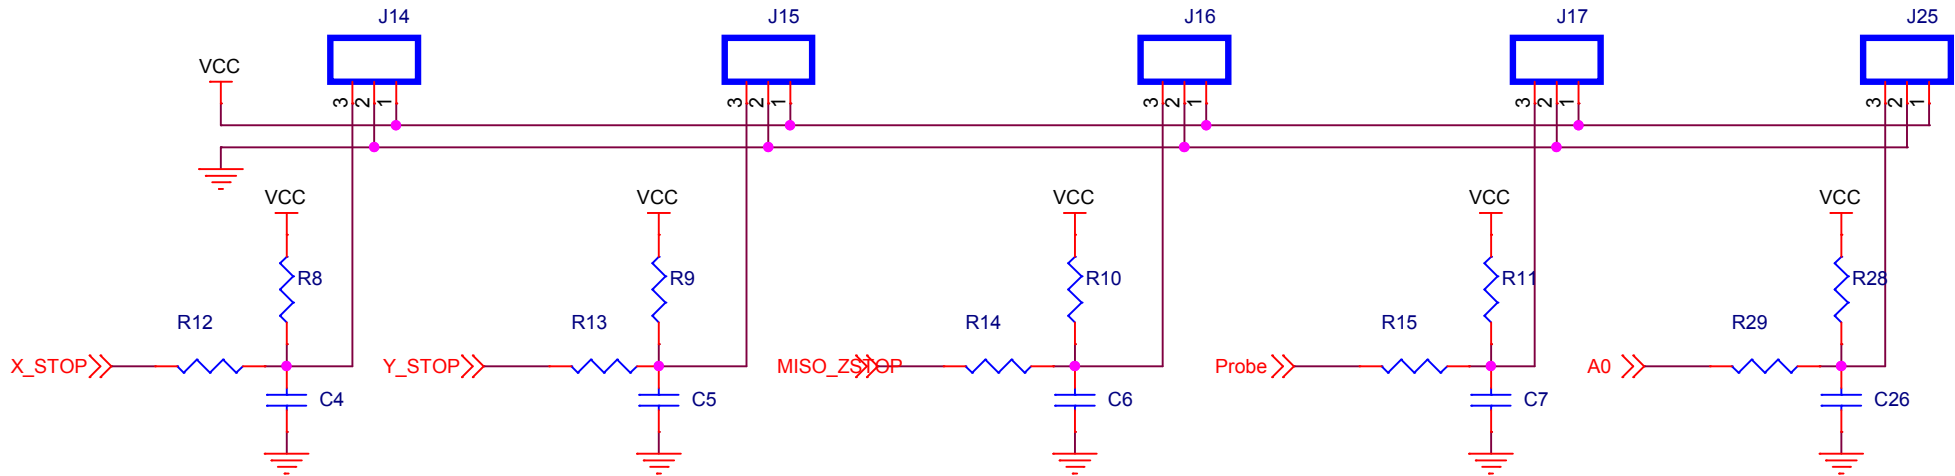 J14 J15 J16 J17 J25
VCC
3 2 1 3 2 1 3 2 1 3 2 1 3 2 1
VCC VCC VCC VCC VCC
R8 R9 R10 R11 R28
R12 R13 R14 R15 R29
X_STOP Y_STOP MISO_ZSTOP Probe A0
C4 C5 C6 C7 C26